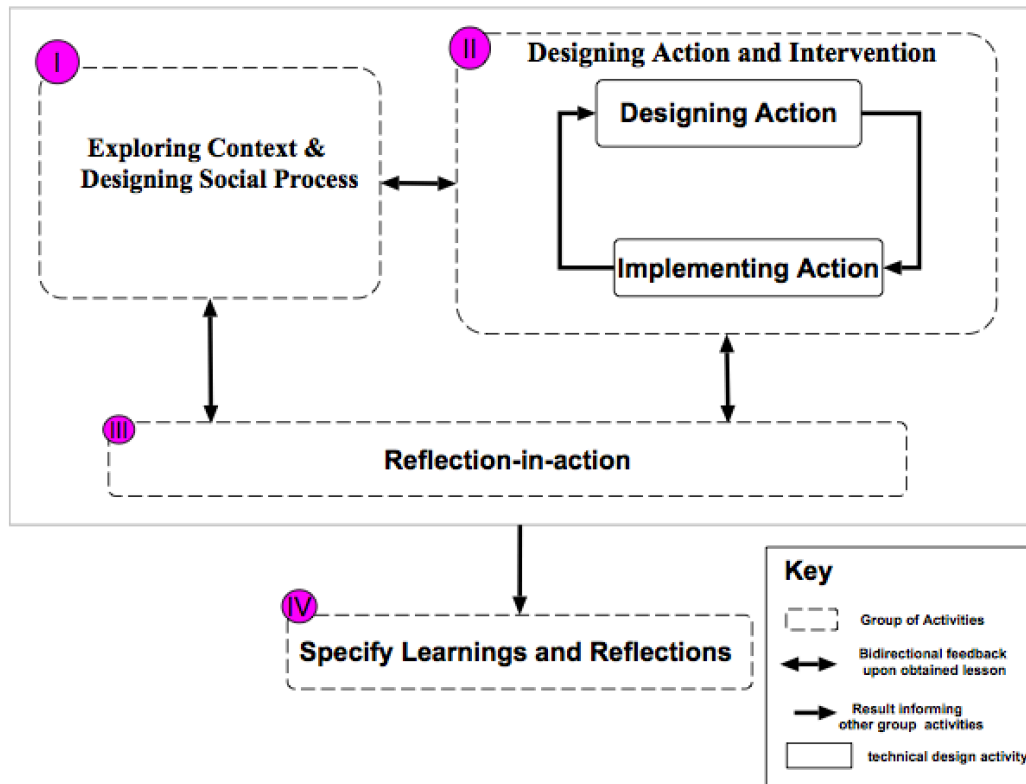 I
Exploring Context &
Designing Social Process
II
Designing Action and Intervention
Designing Action
Implementing Action
III
Reflection-in-action
IV
Specify Learnings and Reflections
Key
Group of Activities
Bidirectional feedback
upon obtained lesson
Result informing
other group activities
technical design activity